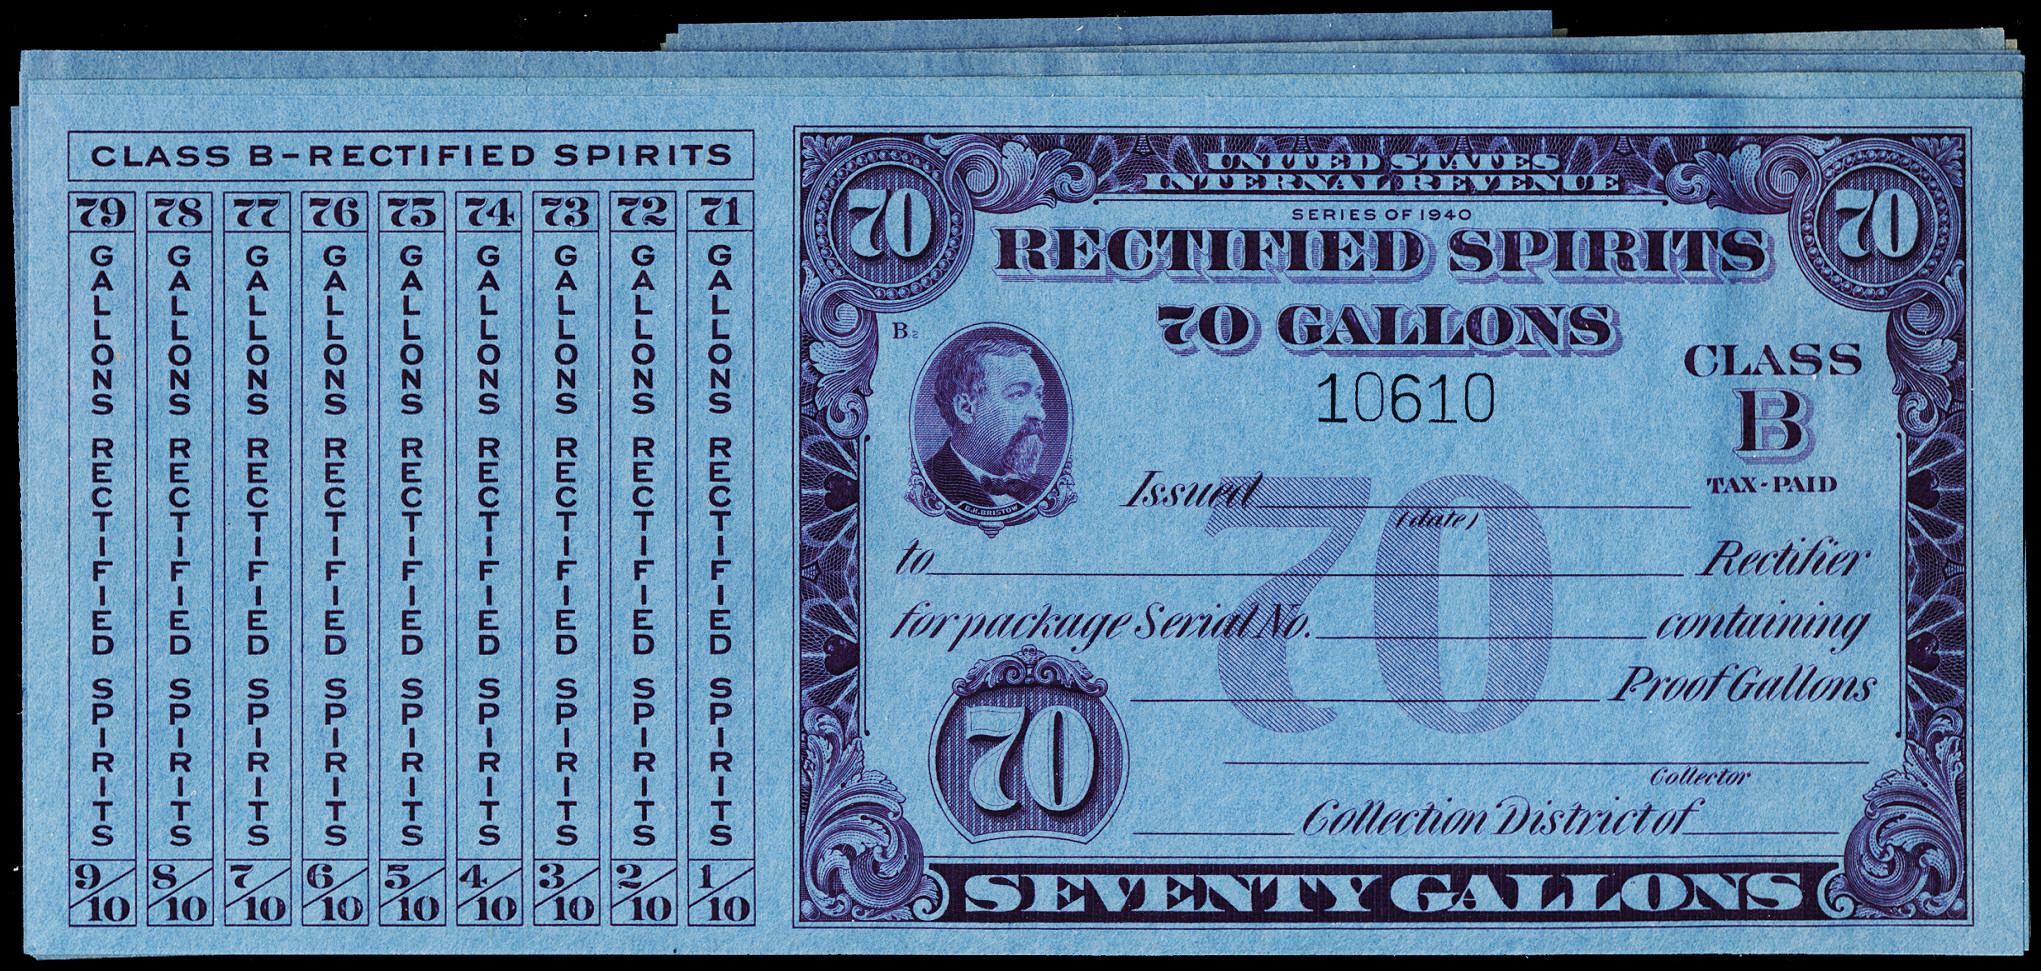 CLASS B-RECTIFIED SPIRITS
79 78 77 76 75 74 73 72 71
GALLONS RECTIFIED SPIRITS
GALLONS RECTIFIED SPIRITS
GALLONS RECTIFIED SPIRITS
GALLONS RECTIFIED SPIRITS
GALLONS RECTIFIED SPIRITS
GALLONS RECTIFIED SPIRITS
GALLONS RECTIFIED SPIRITS
GALLONS RECTIFIED SPIRITS
GALLONS RECTIFIED SPIRITS
9/10 8/10 7/10 6/10 5/10 4/10 3/10 2/10 1/10
UNITED STATES
INTERNAL REVENUE
SERIES OF 1940
70 70
RECTIFIED SPIRITS
70 GALLONS
B2
CLASS
B
TAX-PAID
10610
B.H. BRISTOW
Issued
(date)
70
to Rectifier
for package Serial No. containing
Proof Gallons
70
Collector
Collection District of
SEVENTY GALLONS